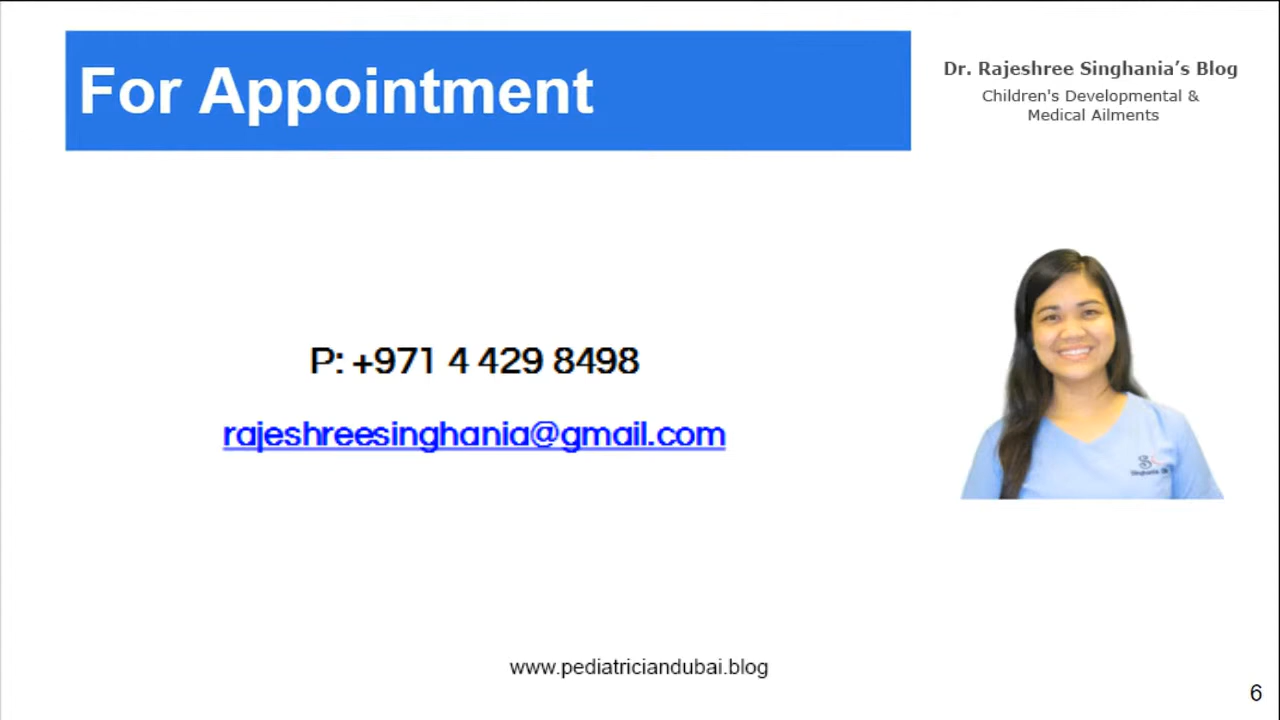 For Appointment
Dr. Rajeshree Singhania’s Blog
Children's Developmental &
Medical Ailments
P: +971 4 429 8498
rajeshreesinghania@gmail.com
www.pediatriciandubai.blog
6